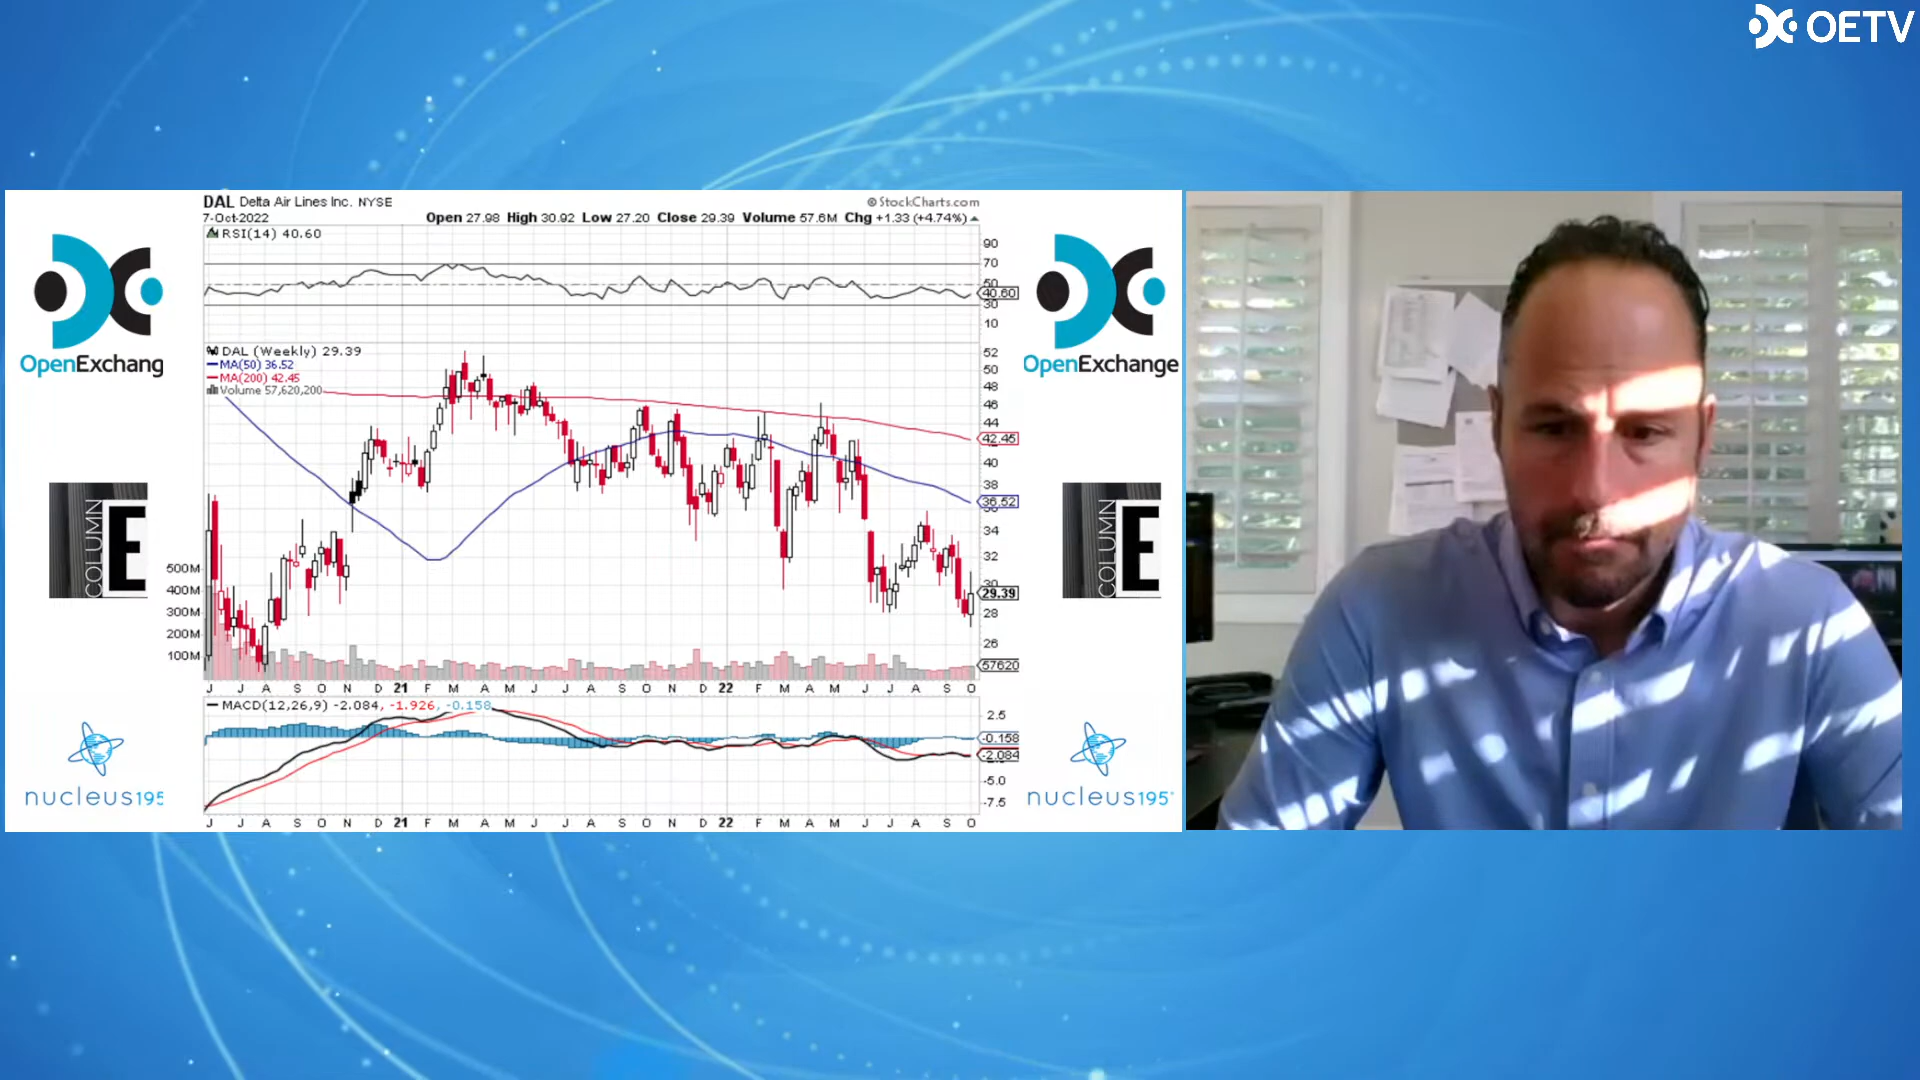 OETV
DAL Delta Air Lines Inc. NYSE
© StockCharts.com
7-Oct-2022
Open 27.98 High 30.92 Low 27.20 Close 29.39 Volume 57.6M Chg +1.33 (+4.74%)
RSI(14) 40.60
90
70
50
40.60
30
10
DAL (Weekly) 29.39
MA(50) 36.52
MA(200) 42.45
Volume 57,620,200
52
50
48
46
44
42.45
40
38
36.52
34
32
30
29.39
28
26
57620
500M
400M
300M
200M
100M
J J A S O N D 21 F M A M J J A S O N D 22 F M A M J J A S O
MACD(12,26,9) -2.084, -1.926, -0.158
2.5
-0.158
-2.084
-5.0
-7.5
J J A S O N D 21 F M A M J J A S O N D 22 F M A M J J A S O
OpenExchang
COLUMN
E
nucleus195
OpenExchange
COLUMN
E
nucleus195